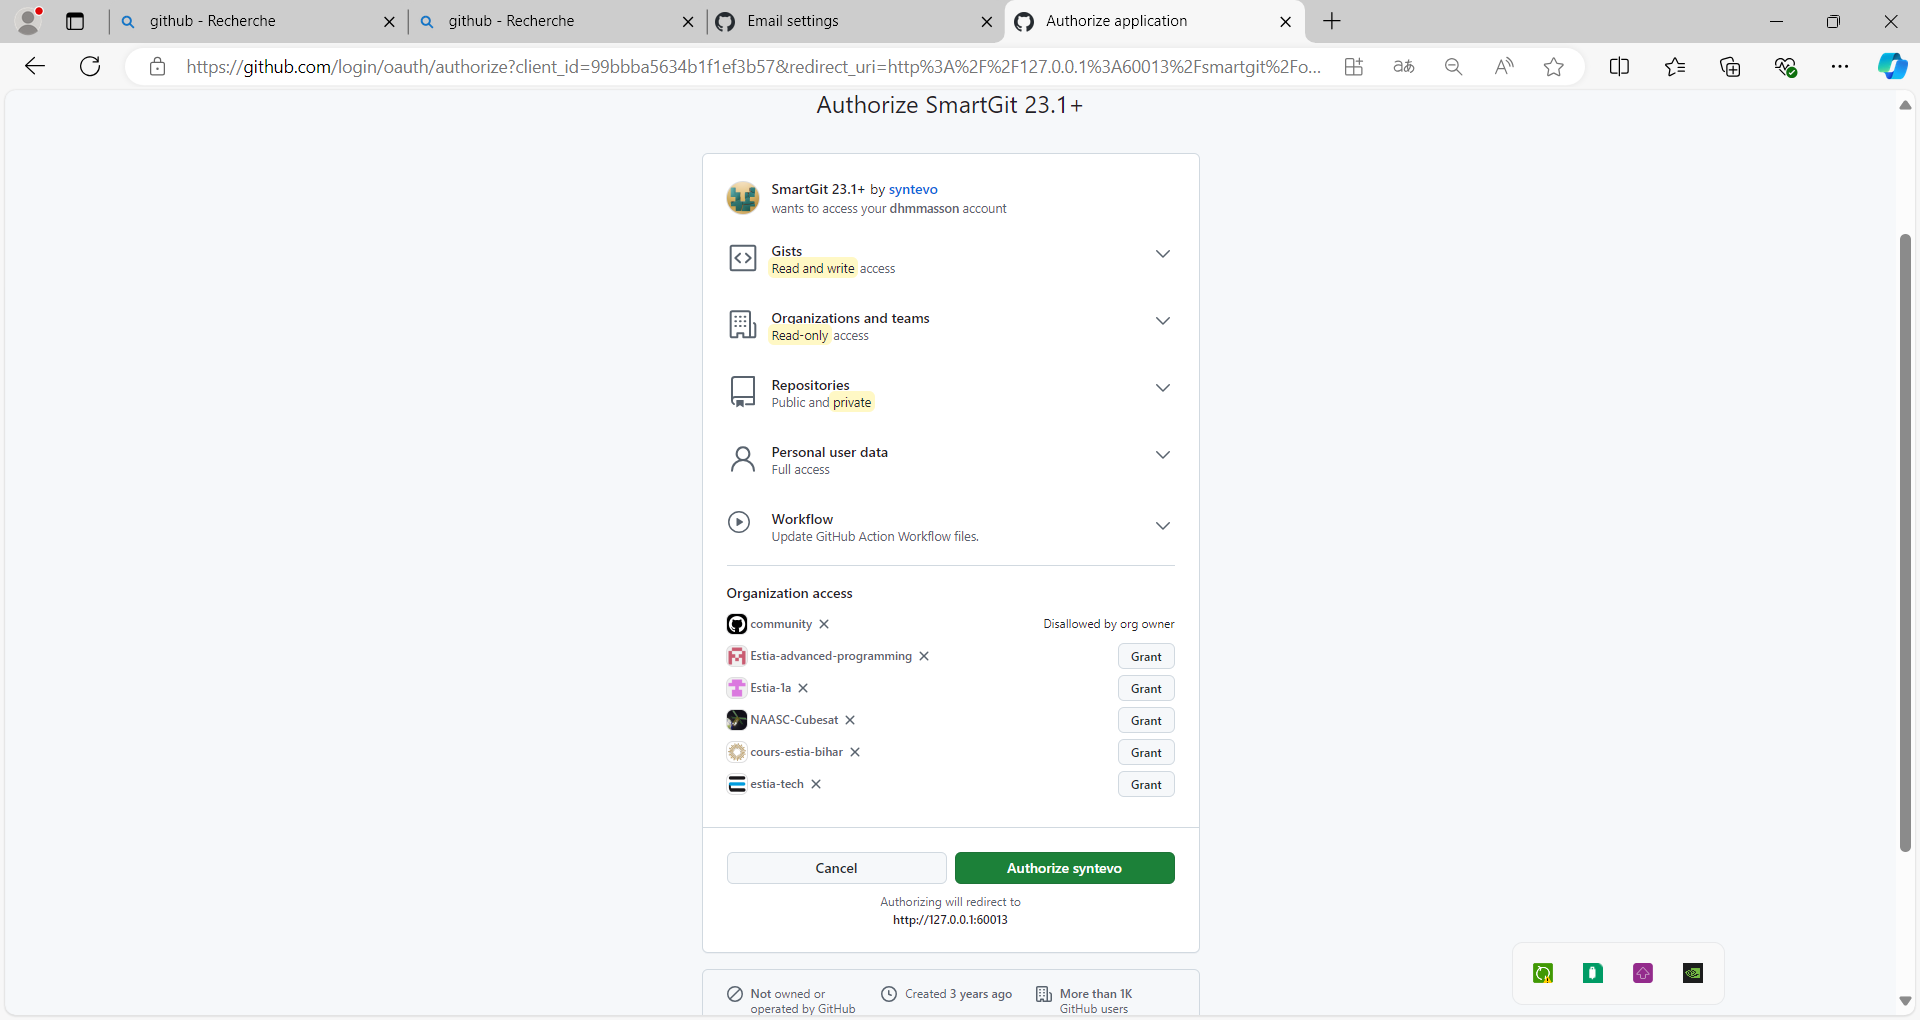 github - Recherche
github - Recherche
Email settings
Authorize application
https://github.com/login/oauth/authorize?client_id=99bbba5634b1f1ef3b57&redirect_uri=http%3A%2F%2F127.0.0.1%3A60013%2Fsmartgit%2Fo...
Authorize SmartGit 23.1+
SmartGit 23.1+ by syntevo
wants to access your dhmmasson account
Gists
Read and write access
Organizations and teams
Read-only access
Repositories
Public and private
Personal user data
Full access
Workflow
Update GitHub Action Workflow files.
Organization access
community Disallowed by org owner
Estia-advanced-programming Grant
Estia-1a Grant
NAASC-Cubesat Grant
cours-estia-bihar Grant
estia-tech Grant
Cancel Authorize syntevo
Authorizing will redirect to
http://127.0.0.1:60013
Not owned or
operated by GitHub
Created 3 years ago
More than 1K
GitHub users